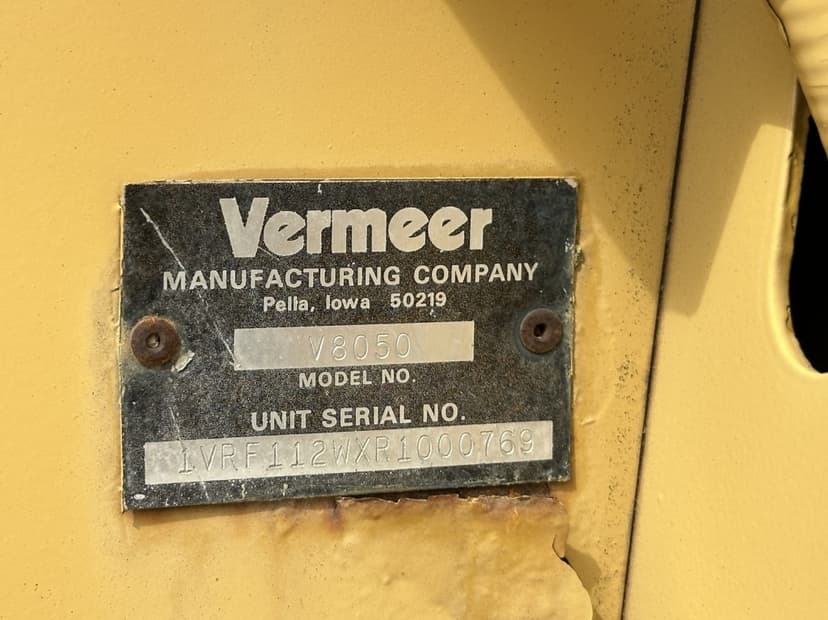 Vermeer
MANUFACTURING COMPANY
Pella, Iowa 50219
V8050
MODEL NO.
UNIT SERIAL NO.
1VRF112WXR1000769